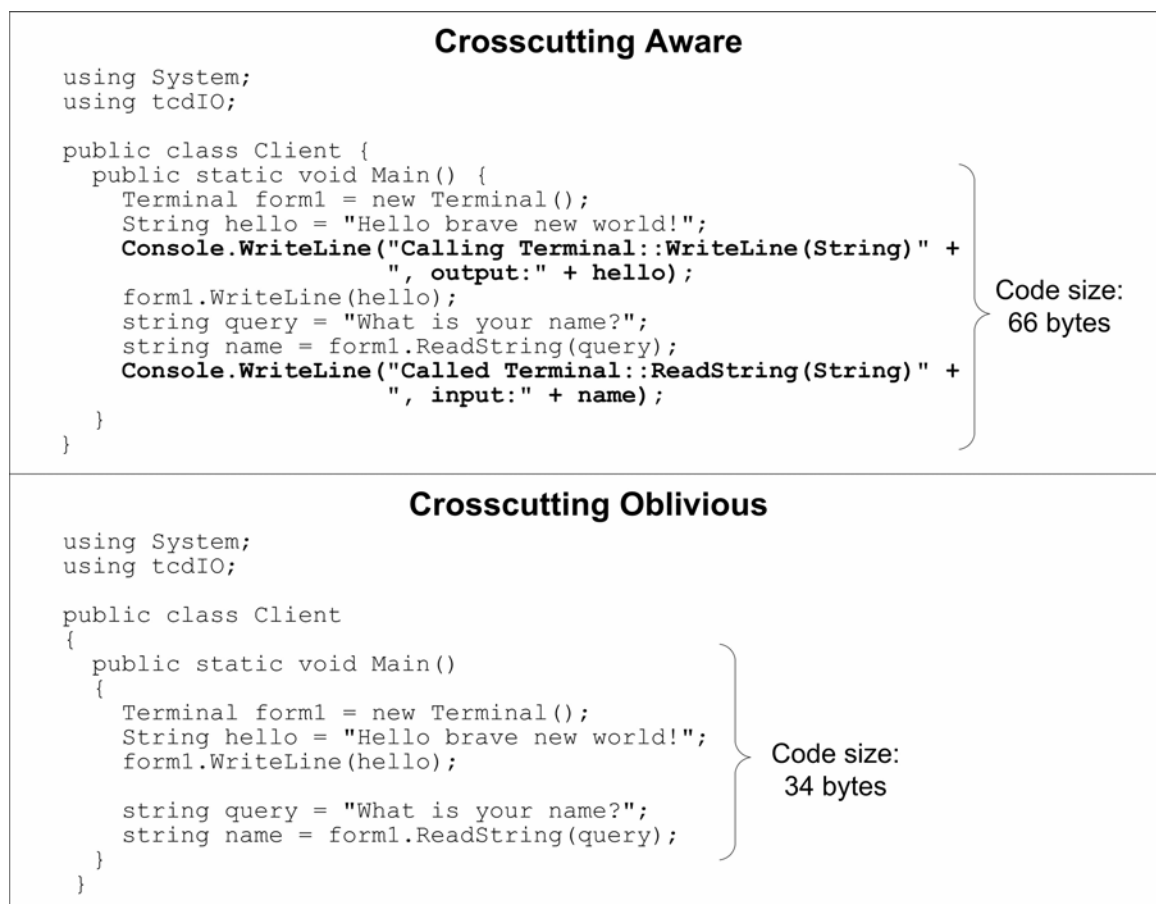 Crosscutting Aware
using System;
using tcdIO;
public class Client {
public static void Main() {
Terminal form1 = new Terminal();
String hello = "Hello brave new world!";
Console.WriteLine("Calling Terminal::WriteLine(String)" +
", output:" + hello);
form1.WriteLine(hello);
string query = "What is your name?";
string name = form1.ReadString(query);
Console.WriteLine("Called Terminal::ReadString(String)" +
", input:" + name);
}
}
Code size:
66 bytes
Crosscutting Oblivious
using System;
using tcdIO;
public class Client
{
public static void Main()
{
Terminal form1 = new Terminal();
String hello = "Hello brave new world!";
form1.WriteLine(hello);
string query = "What is your name?";
string name = form1.ReadString(query);
}
}
Code size:
34 bytes